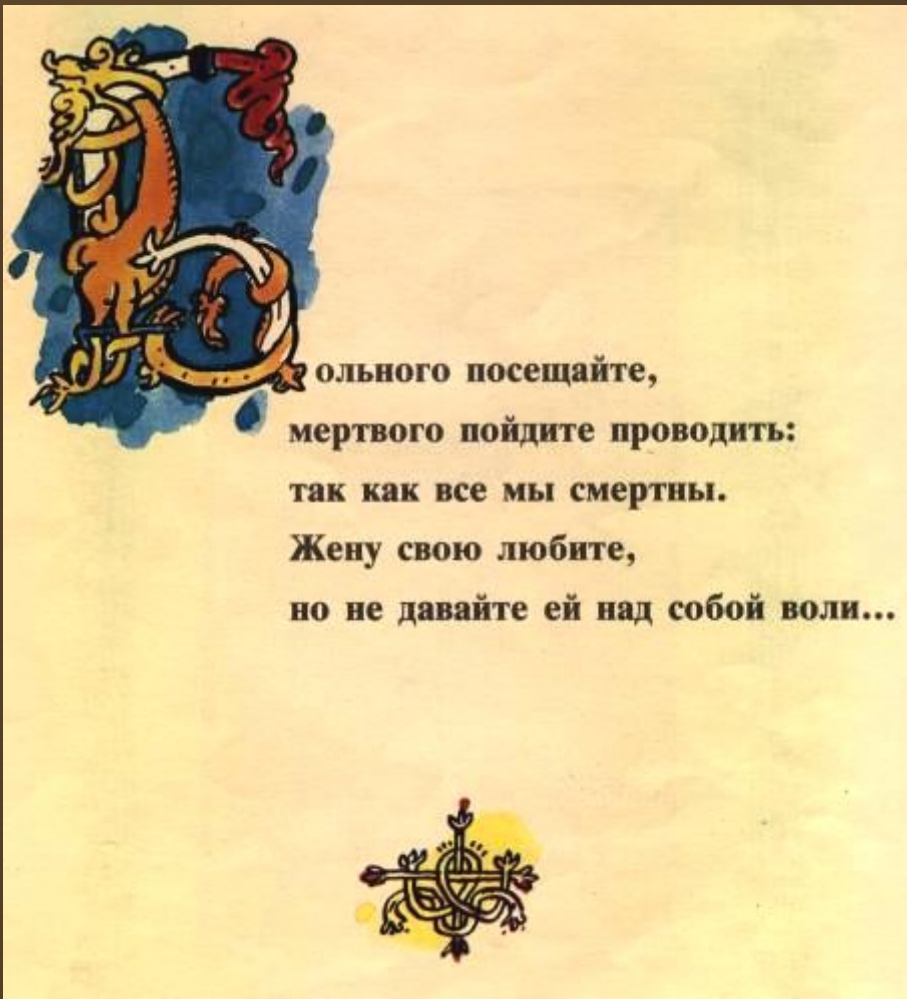 Больного посещайте,
мертвого пойдите проводить:
так как все мы смертны.
Жену свою любите,
но не давайте ей над собой воли...